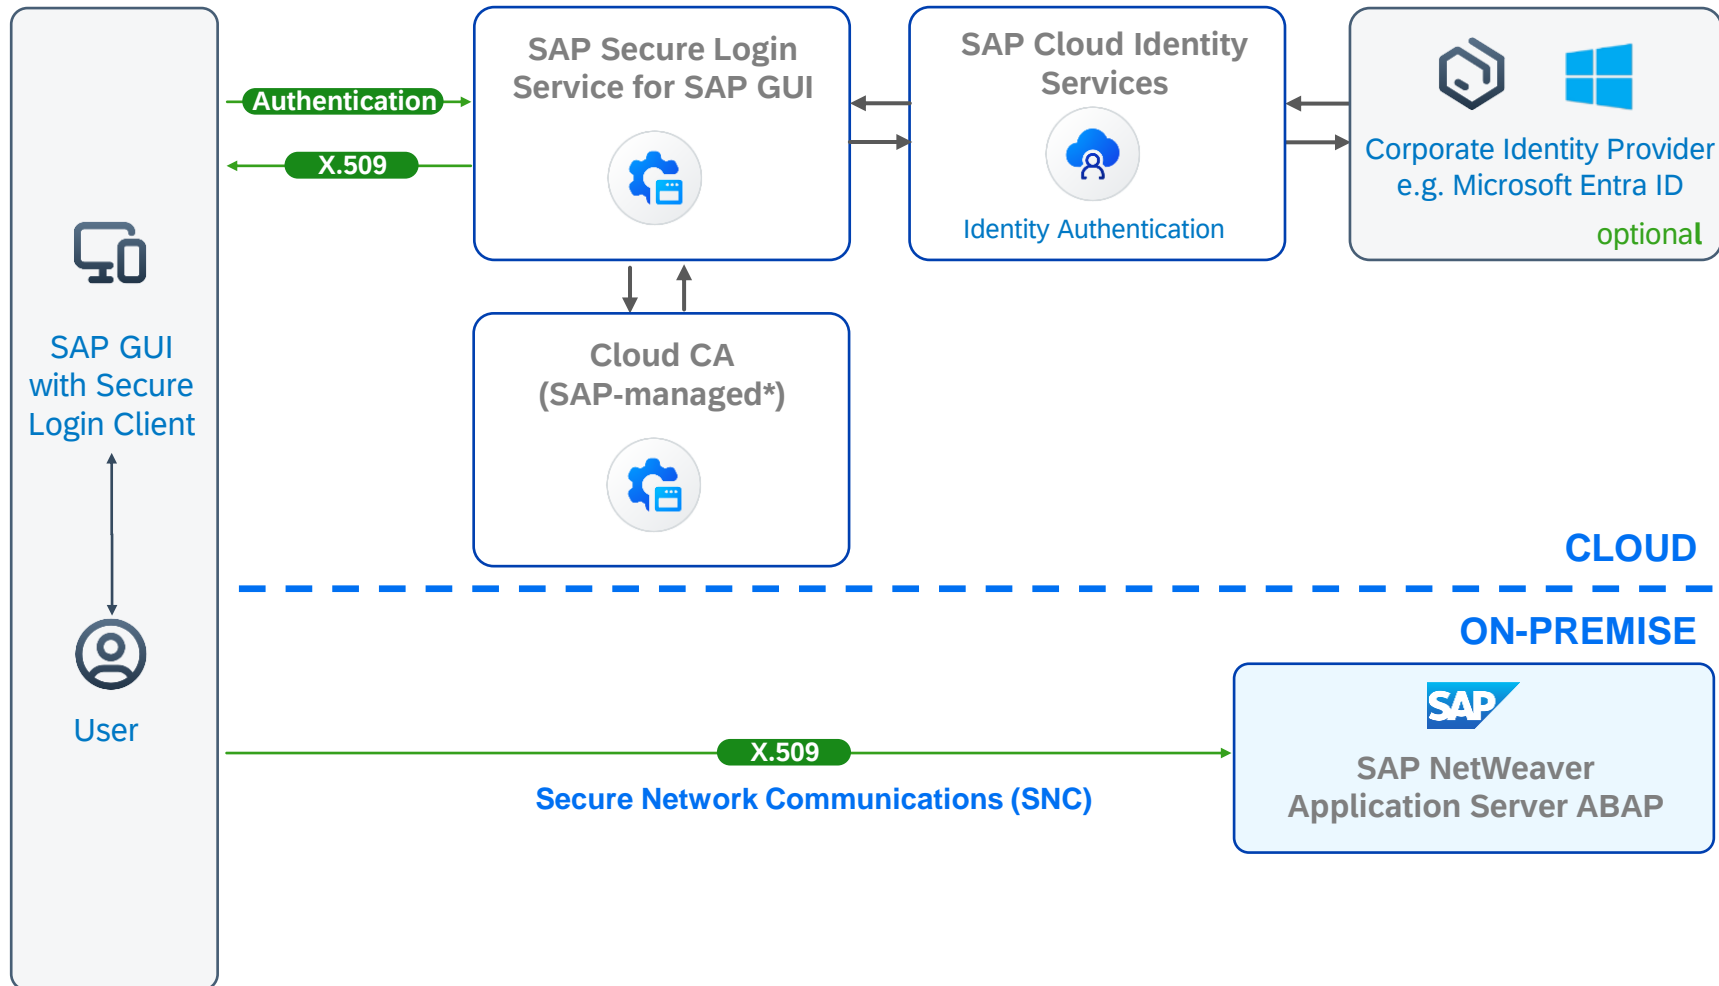 SAP Secure Login
Service for SAP GUI
SAP Cloud Identity
Services
Identity Authentication
Corporate Identity Provider
e.g. Microsoft Entra ID
optional
Authentication
X.509
SAP GUI
with Secure
Login Client
User
Cloud CA
(SAP-managed*)
CLOUD
ON-PREMISE
X.509
Secure Network Communications (SNC)
SAP
SAP NetWeaver
Application Server ABAP